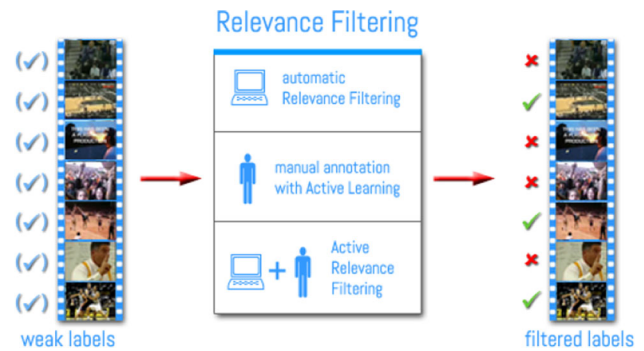 Relevance Filtering
automatic
Relevance Filtering
manual annotation
with Active Learning
Active
Relevance
Filtering
weak labels
filtered labels